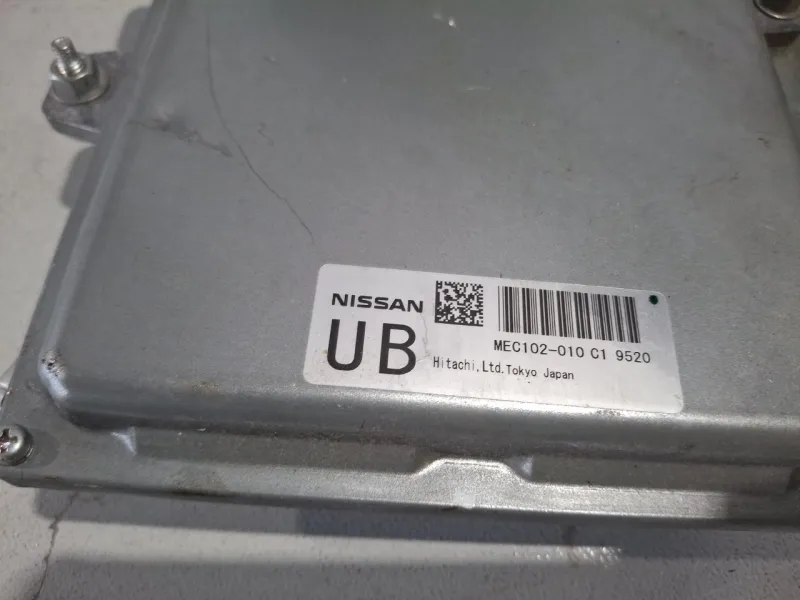 NISSAN
UB
MEC102-010 C1 9520
Hitachi,Ltd.Tokyo Japan